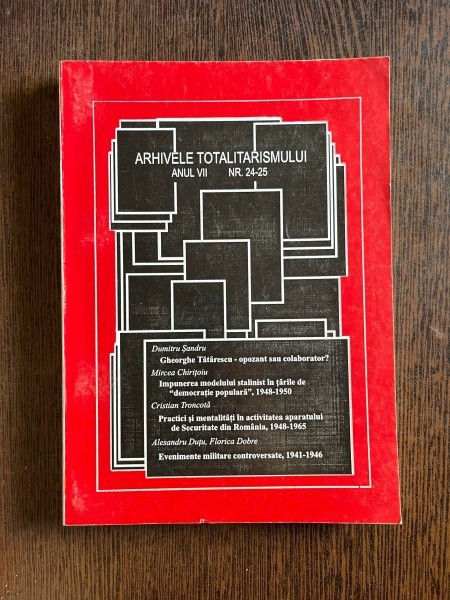 ARHIVELE TOTALITARISMULUI
ANUL VII NR. 24-25
Dumitru Şandru
Gheorghe Tătărescu - opozant sau colaborator?
Mircea Chiriţoiu
Impunerea modelului stalinist în ţările de
"democraţie populară", 1948-1950
Cristian Troncotă
Practici şi mentalităţi în activitatea aparatului
de Securitate din România, 1948-1965
Alesandru Duţu, Florica Dobre
Evenimente militare controversate, 1941-1946